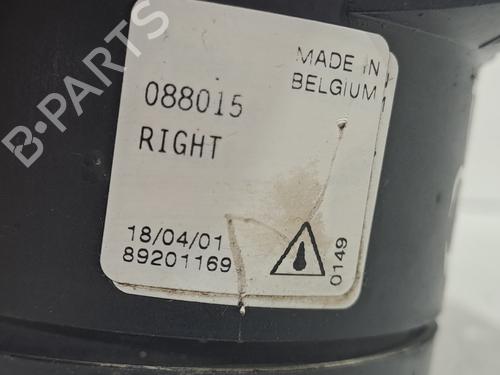 B-PARTS
MADE IN
BELGIUM
088015
RIGHT
18/04/01
89201169
0149